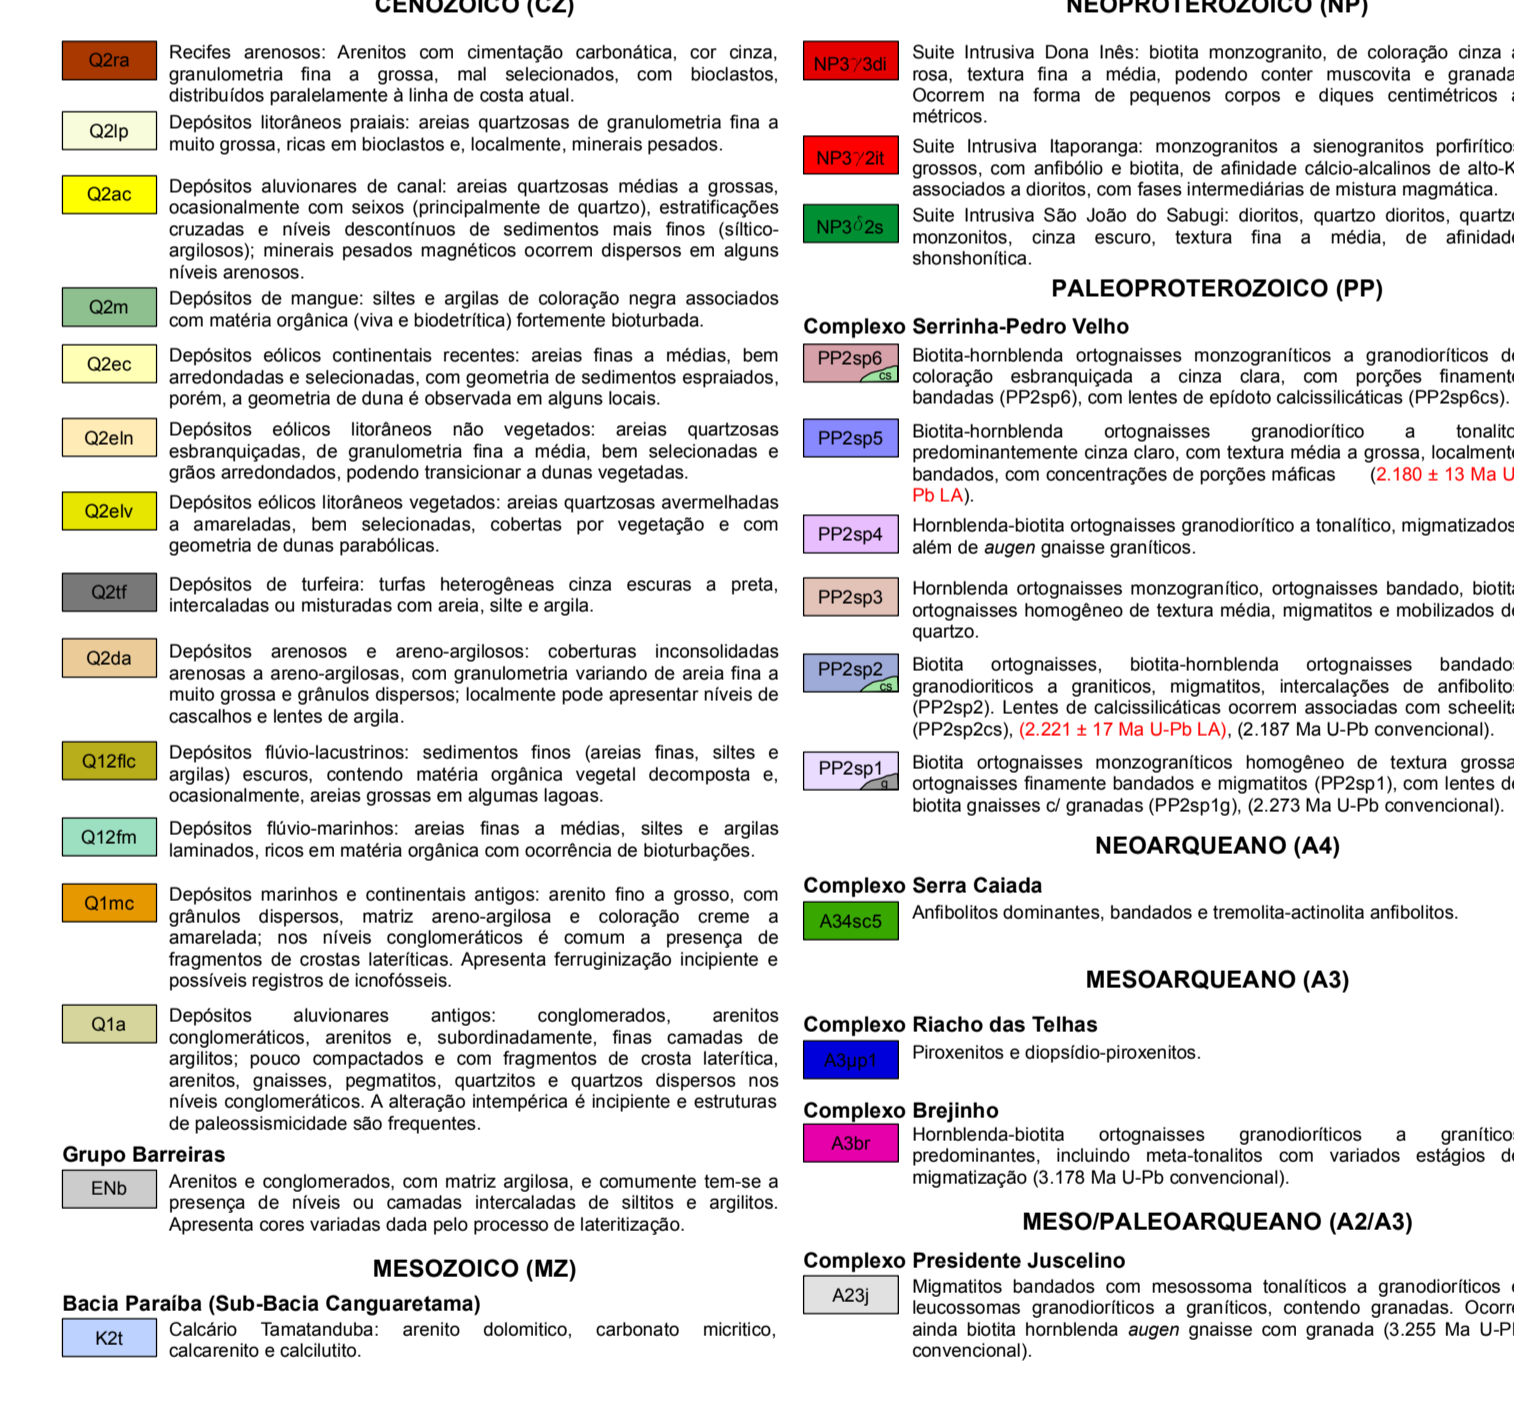 CENOZOICO (CZ)
Q2ra
Recifes arenosos: Arenitos com cimentação carbonática, cor cinza,
granulometria fina a grossa, mal selecionados, com bioclastos,
distribuídos paralelamente à linha de costa atual.
Q2lp
Depósitos litorâneos praiais: areias quartzosas de granulometria fina a
muito grossa, ricas em bioclastos e, localmente, minerais pesados.
Q2ac
Depósitos aluvionares de canal: areias quartzosas médias a grossas,
ocasionalmente com seixos (principalmente de quartzo), estratificações
cruzadas e níveis descontínuos de sedimentos mais finos (síltico-
argilosos); minerais pesados magnéticos ocorrem dispersos em alguns
níveis arenosos.
Q2m
Depósitos de mangue: siltes e argilas de coloração negra associados
com matéria orgânica (viva e biodetrítica) fortemente bioturbada.
Q2ec
Depósitos eólicos continentais recentes: areias finas a médias, bem
arredondadas e selecionadas, com geometria de sedimentos espraiados,
porém, a geometria de duna é observada em alguns locais.
Q2eln
Depósitos eólicos litorâneos não vegetados: areias quartzosas
esbranquiçadas, de granulometria fina a média, bem selecionadas e
grãos arredondados, podendo transicionar a dunas vegetadas.
Q2elv
Depósitos eólicos litorâneos vegetados: areias quartzosas avermelhadas
a amareladas, bem selecionadas, cobertas por vegetação e com
geometria de dunas parabólicas.
Q2tf
Depósitos de turfeira: turfas heterogêneas cinza escuras a preta,
intercaladas ou misturadas com areia, silte e argila.
Q2da
Depósitos arenosos e areno-argilosos: coberturas inconsolidadas
arenosas a areno-argilosas, com granulometria variando de areia fina a
muito grossa e grânulos dispersos; localmente pode apresentar níveis de
cascalhos e lentes de argila.
Q12flc
Depósitos flúvio-lacustrinos: sedimentos finos (areias finas, siltes e
argilas) escuros, contendo matéria orgânica vegetal decomposta e,
ocasionalmente, areias grossas em algumas lagoas.
Q12fm
Depósitos flúvio-marinhos: areias finas a médias, siltes e argilas
laminados, ricos em matéria orgânica com ocorrência de bioturbações.
Q1mc
Depósitos marinhos e continentais antigos: arenito fino a grosso, com
grânulos dispersos, matriz areno-argilosa e coloração creme a
amarelada; nos níveis conglomeráticos é comum a presença de
fragmentos de crostas lateríticas. Apresenta ferruginização incipiente e
possíveis registros de icnofósseis.
Q1a
Depósitos aluvionares antigos: conglomerados, arenitos
conglomeráticos, arenitos e, subordinadamente, finas camadas de
argilitos; pouco compactados e com fragmentos de crosta laterítica,
arenitos, gnaisses, pegmatitos, quartzitos e quartzos dispersos nos
níveis conglomeráticos. A alteração intempérica é incipiente e estruturas
de paleossismicidade são frequentes.
Grupo Barreiras
ENb
Arenitos e conglomerados, com matriz argilosa, e comumente tem-se a
presença de níveis ou camadas intercaladas de siltitos e argilitos.
Apresenta cores variadas dada pelo processo de lateritização.
MESOZOICO (MZ)
Bacia Paraíba (Sub-Bacia Canguaretama)
K2t
Calcário Tamatanduba: arenito dolomitico, carbonato micritico,
calcarenito e calcilutito.
NEOPROTEROZOICO (NP)
NP3γ3di
Suite Intrusiva Dona Inês: biotita monzogranito, de coloração cinza a
rosa, textura fina a média, podendo conter muscovita e granada
Ocorrem na forma de pequenos corpos e diques centimétricos a
métricos.
NP3γ2it
Suite Intrusiva Itaporanga: monzogranitos a sienogranitos porfiríticos
grossos, com anfibólio e biotita, de afinidade cálcio-alcalinos de alto-K
associados a dioritos, com fases intermediárias de mistura magmática.
NP3δ2s
Suite Intrusiva São João do Sabugi: dioritos, quartzo dioritos, quartzo
monzonitos, cinza escuro, textura fina a média, de afinidade
shonshonítica.
PALEOPROTEROZOICO (PP)
Complexo Serrinha-Pedro Velho
PP2sp6
cs
Biotita-hornblenda ortognaisses monzograníticos a granodioríticos de
coloração esbranquiçada a cinza clara, com porções finamente
bandadas (PP2sp6), com lentes de epídoto calcissilicáticas (PP2sp6cs).
PP2sp5
Biotita-hornblenda ortognaisses granodiorítico a tonalito
predominantemente cinza claro, com textura média a grossa, localmente
bandados, com concentrações de porções máficas (2.180 ± 13 Ma U-
Pb LA).
PP2sp4
Hornblenda-biotita ortognaisses granodiorítico a tonalítico, migmatizados
além de augen gnaisse graníticos.
PP2sp3
Hornblenda ortognaisses monzogranítico, ortognaisses bandado, biotita
ortognaisses homogêneo de textura média, migmatitos e mobilizados de
quartzo.
PP2sp2
cs
Biotita ortognaisses, biotita-hornblenda ortognaisses bandados
granodioriticos a graniticos, migmatitos, intercalações de anfibolitos
(PP2sp2). Lentes de calcissilicáticas ocorrem associadas com scheelita
(PP2sp2cs), (2.221 ± 17 Ma U-Pb LA), (2.187 Ma U-Pb convencional).
PP2sp1
g
Biotita ortognaisses monzograníticos homogêneo de textura grossa
ortognaisses finamente bandados e migmatitos (PP2sp1), com lentes de
biotita gnaisses c/ granadas (PP2sp1g), (2.273 Ma U-Pb convencional).
NEOARQUEANO (A4)
Complexo Serra Caiada
A34sc5
Anfibolitos dominantes, bandados e tremolita-actinolita anfibolitos.
MESOARQUEANO (A3)
Complexo Riacho das Telhas
A3μp1
Piroxenitos e diopsídio-piroxenitos.
Complexo Brejinho
A3br
Hornblenda-biotita ortognaisses granodioríticos a graníticos
predominantes, incluindo meta-tonalitos com variados estágios de
migmatização (3.178 Ma U-Pb convencional).
MESO/PALEOARQUEANO (A2/A3)
Complexo Presidente Juscelino
A23j
Migmatitos bandados com mesossoma tonalíticos a granodioríticos e
leucossomas granodioríticos a graníticos, contendo granadas. Ocorre
ainda biotita hornblenda augen gnaisse com granada (3.255 Ma U-Pb
convencional).